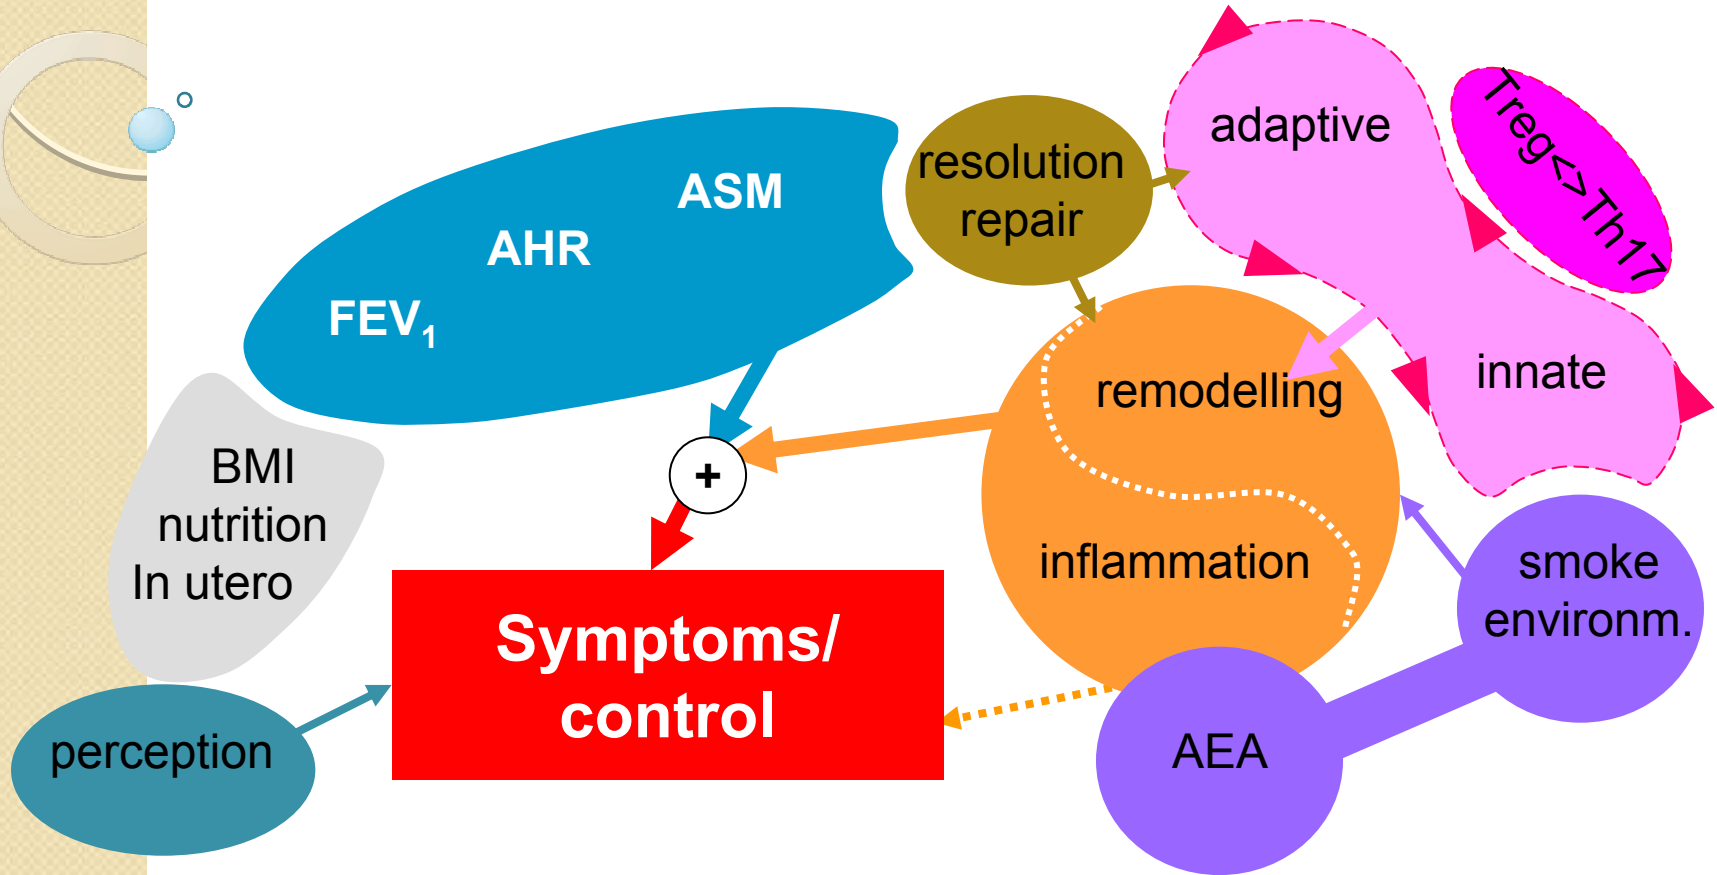 adaptive
Treg<>Th17
resolution
repair
ASM
AHR
FEV₁
innate
remodelling
BMI
nutrition
In utero
+
inflammation
smoke
environm.
Symptoms/
control
perception
AEA